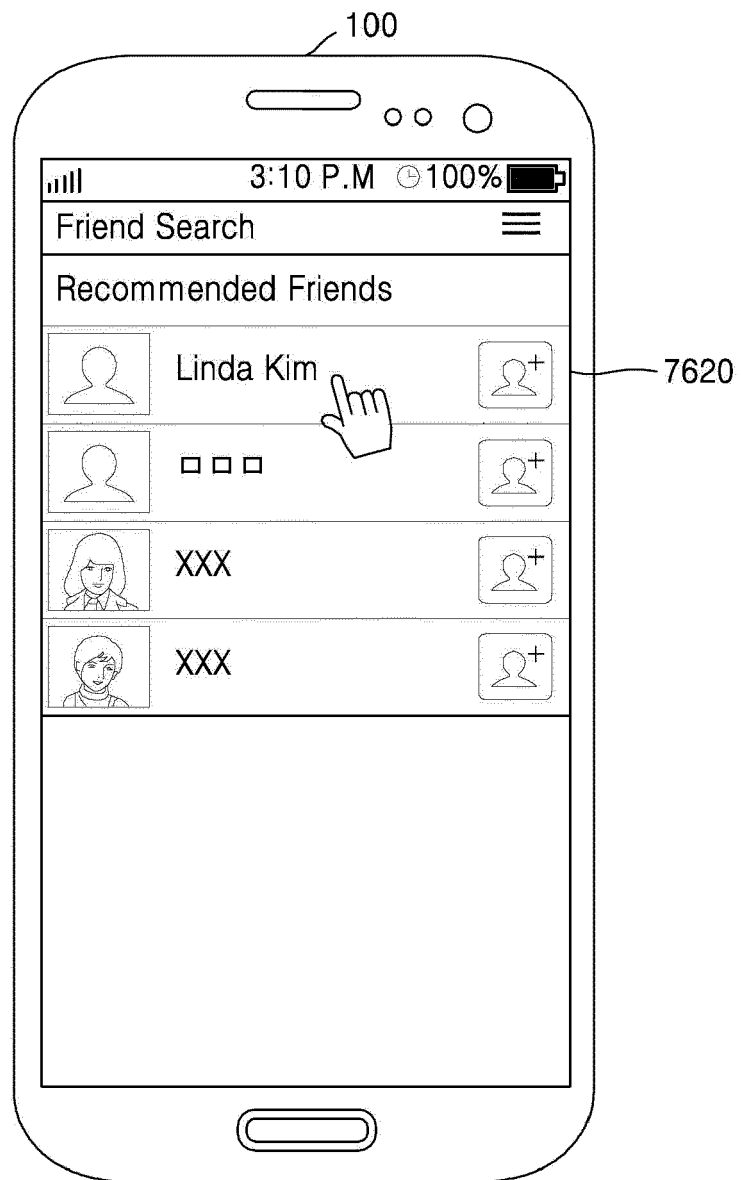 100
3:10 P.M 100%
Friend Search
Recommended Friends
Linda Kim
7620
□□□
XXX
XXX